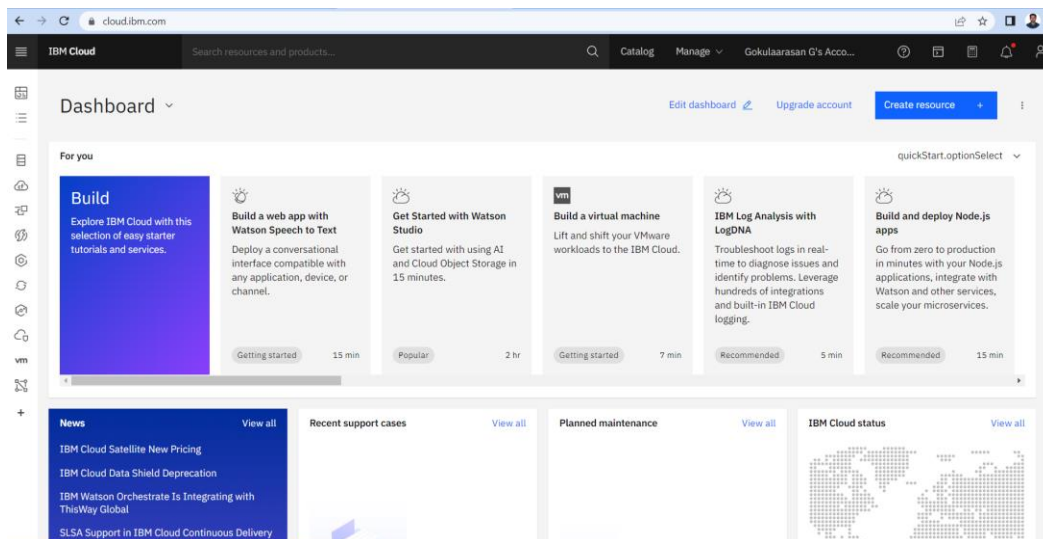 cloud.ibm.com
IBM Cloud
Search resources and products...
Catalog
Manage
Gokulaarasan G's Acco...
Dashboard
Edit dashboard
Upgrade account
Create resource +
For you
quickStart.optionSelect
Build
Explore IBM Cloud with this
selection of easy starter
tutorials and services.
Build a web app with
Watson Speech to Text
Deploy a conversational
interface compatible with
any application, device, or
channel.
Getting started
15 min
Get Started with Watson
Studio
Get started with using AI
and Cloud Object Storage in
15 minutes.
Popular
2 hr
vm
Build a virtual machine
Lift and shift your VMware
workloads to the IBM Cloud.
Getting started
7 min
IBM Log Analysis with
LogDNA
Troubleshoot logs in real-
time to diagnose issues and
identify problems. Leverage
hundreds of integrations
and built-in IBM Cloud
logging.
Recommended
5 min
Build and deploy Node.js
apps
Go from zero to production
in minutes with your Node.js
applications, integrate with
Watson and other services,
scale your microservices.
Recommended
15 min
vm
News
View all
IBM Cloud Satellite New Pricing
IBM Cloud Data Shield Deprecation
IBM Watson Orchestrate Is Integrating with
ThisWay Global
SLSA Support in IBM Cloud Continuous Delivery
Recent support cases
View all
Planned maintenance
View all
IBM Cloud status
View all